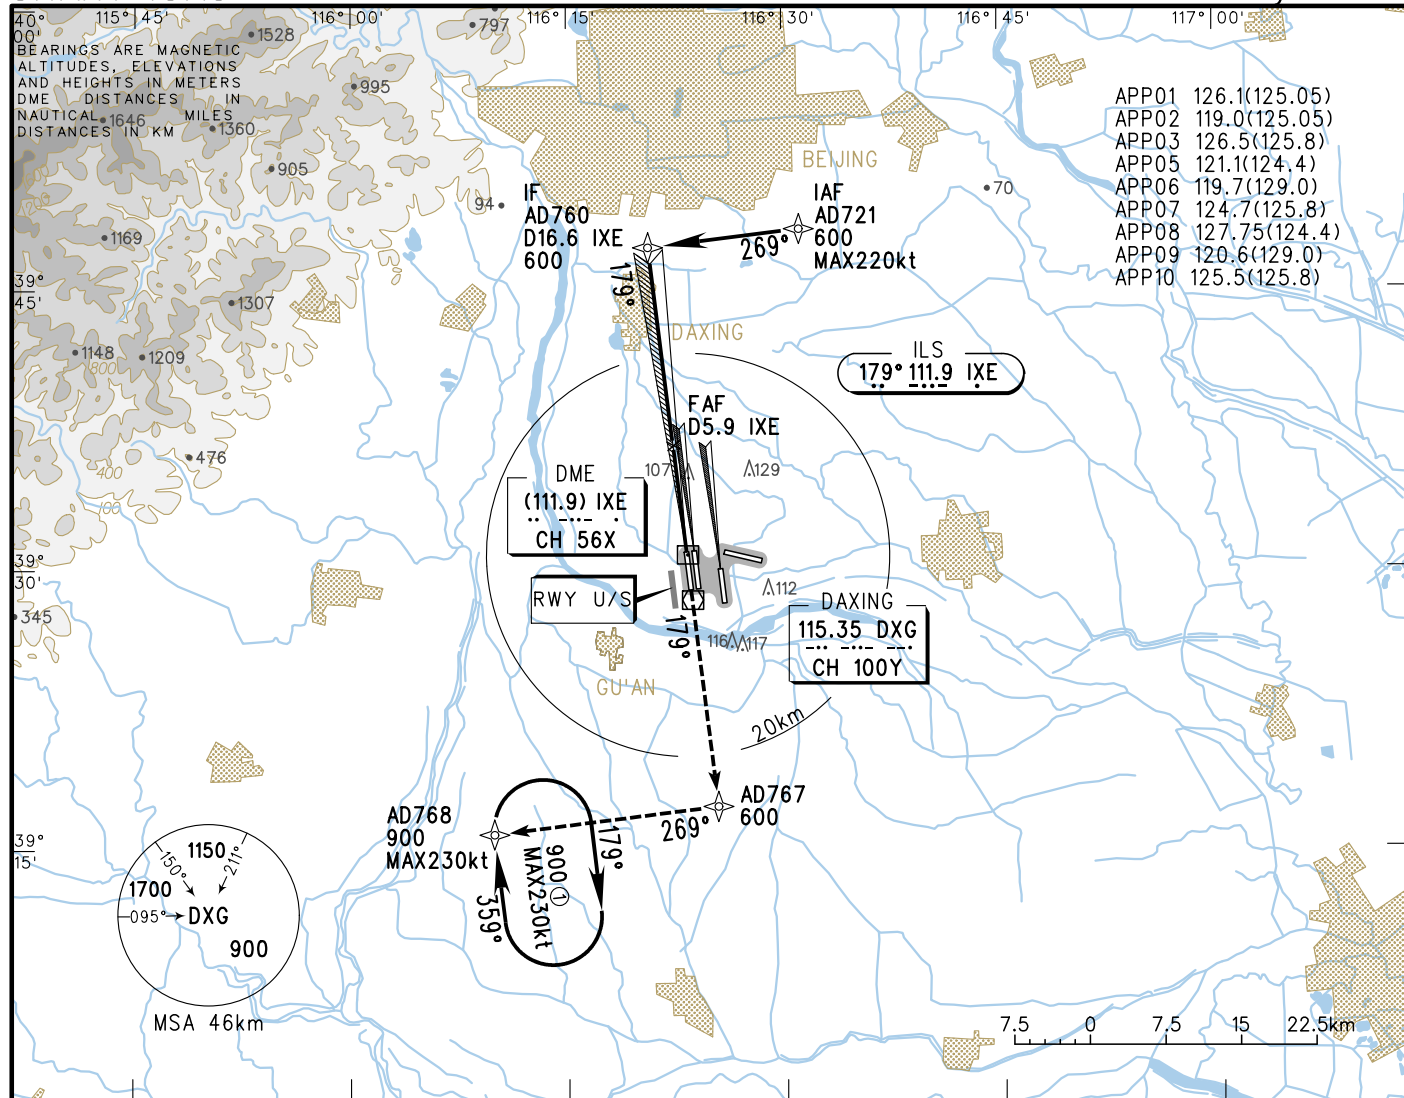 115° 45'
116° 00'
116° 15'
116° 30'
116° 45'
117° 00'
40°
00'
BEARINGS ARE MAGNETIC
ALTITUDES, ELEVATIONS
AND HEIGHTS IN METERS
DME DISTANCES IN
NAUTICAL MILES
DISTANCES IN KM
1528
797
995
1646
1360
905
94
70
1169
1307
1148
1209
800
476
400
100
345
APP01 126.1(125.05)
APP02 119.0(125.05)
APP03 126.5(125.8)
APP05 121.1(124.4)
APP06 119.7(129.0)
APP07 124.7(125.8)
APP08 127.75(124.4)
APP09 120.6(129.0)
APP10 125.5(125.8)
BEIJING
IF
AD760
D16.6 IXE
600
IAF
AD721
600
MAX220kt
269°
179°
39°
45'
DAXING
ILS
179° 111.9 IXE
FAF
D5.9 IXE
107
129
DME
(111.9) IXE
CH 56X
39°
30'
RWY U/S
112
DAXING
115.35 DXG
CH 100Y
179°
116
117
GU'AN
20km
AD767
600
269°
AD768
900
MAX230kt
179°
900①
MAX230kt
359°
39°
15'
1150
150°
211°
1700
095°
DXG
900
MSA 46km
7.5 0 7.5 15 22.5km